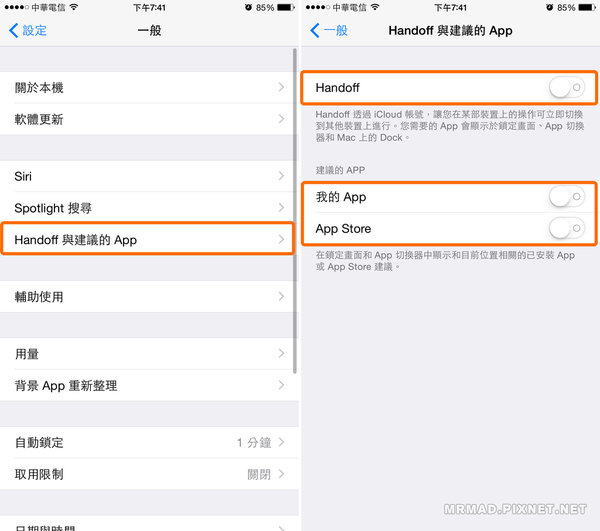 中華電信 下午7:41 85%
設定 一般
關於本機
軟體更新
Siri
Spotlight 搜尋
Handoff 與建議的 App
輔助使用
用量
背景 App 重新整理
自動鎖定 1 分鐘
取用限制 關閉
日期與時間
中華電信 下午7:41 85%
一般 Handoff 與建議的 App
Handoff
Handoff 透過 iCloud 帳號，讓您在某部裝置上的操作可立即切換
到其他裝置上進行。您需要的 App 會顯示於鎖定畫面、App 切換
器和 Mac 上的 Dock。
建議的 APP
我的 App
App Store
在鎖定畫面和 App 切換器中顯示和目前位置相關的已安裝 App
或 App Store 建議。
MRMAD.PIXNET.NET